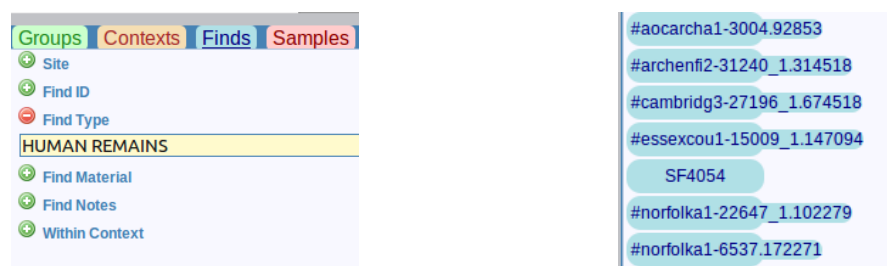 Groups Contexts Finds Samples
Site
Find ID
Find Type
HUMAN REMAINS
Find Material
Find Notes
Within Context
#aocarcha1-3004.92853
#archenfi2-31240_1.314518
#cambridg3-27196_1.674518
#essexcou1-15009_1.147094
SF4054
#norfolka1-22647_1.102279
#norfolka1-6537.172271